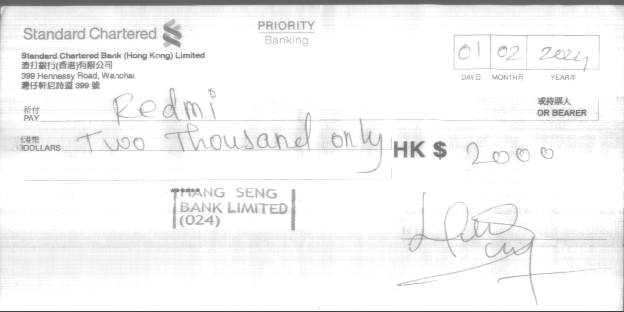 Standard Chartered
PRIORITY
Banking
Standard Chartered Bank (Hong Kong) Limited
渣打銀行(香港)有限公司
399 Hennessy Road, Wanchai
灣仔軒尼詩道 399 號
01 02 2024
DAY日 MONTH月 YEAR年
祈付
PAY
Redmi
或持票人
OR BEARER
港幣
DOLLARS
Two Thousand only
HK $ 2000
HANG SENG
BANK LIMITED
(024)